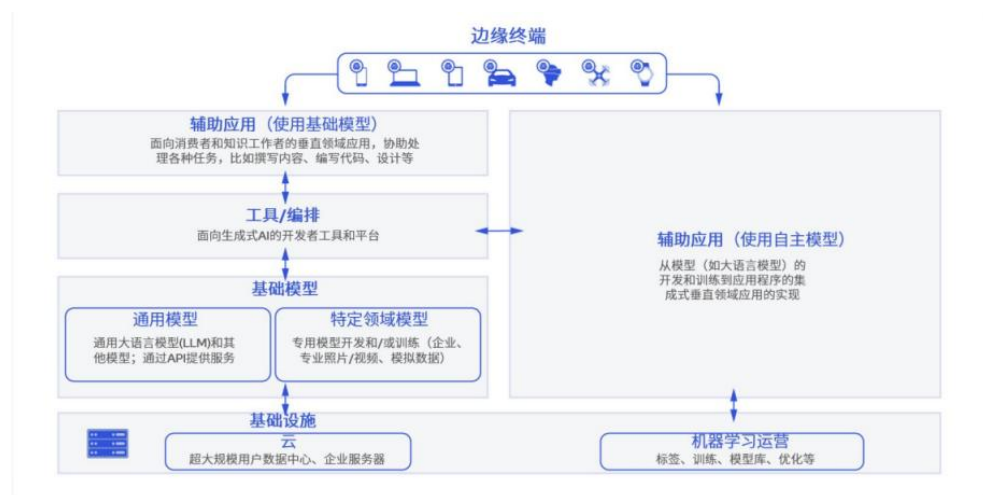 边缘终端
辅助应用（使用基础模型）
面向消费者和知识工作者的垂直领域应用，协助处
理各种任务，比如撰写内容、编写代码、设计等
工具/编排
面向生成式AI的开发者工具和平台
基础模型
通用模型
通用大语言模型(LLM)和其
他模型；通过API提供服务
特定领域模型
专用模型开发和/或训练（企业、
专业照片/视频、模拟数据）
辅助应用（使用自主模型）
从模型（如大语言模型）的
开发和训练到应用程序的集
成式垂直领域应用的实现
基础设施
云
超大规模用户数据中心、企业服务器
机器学习运营
标签、训练、模型库、优化等